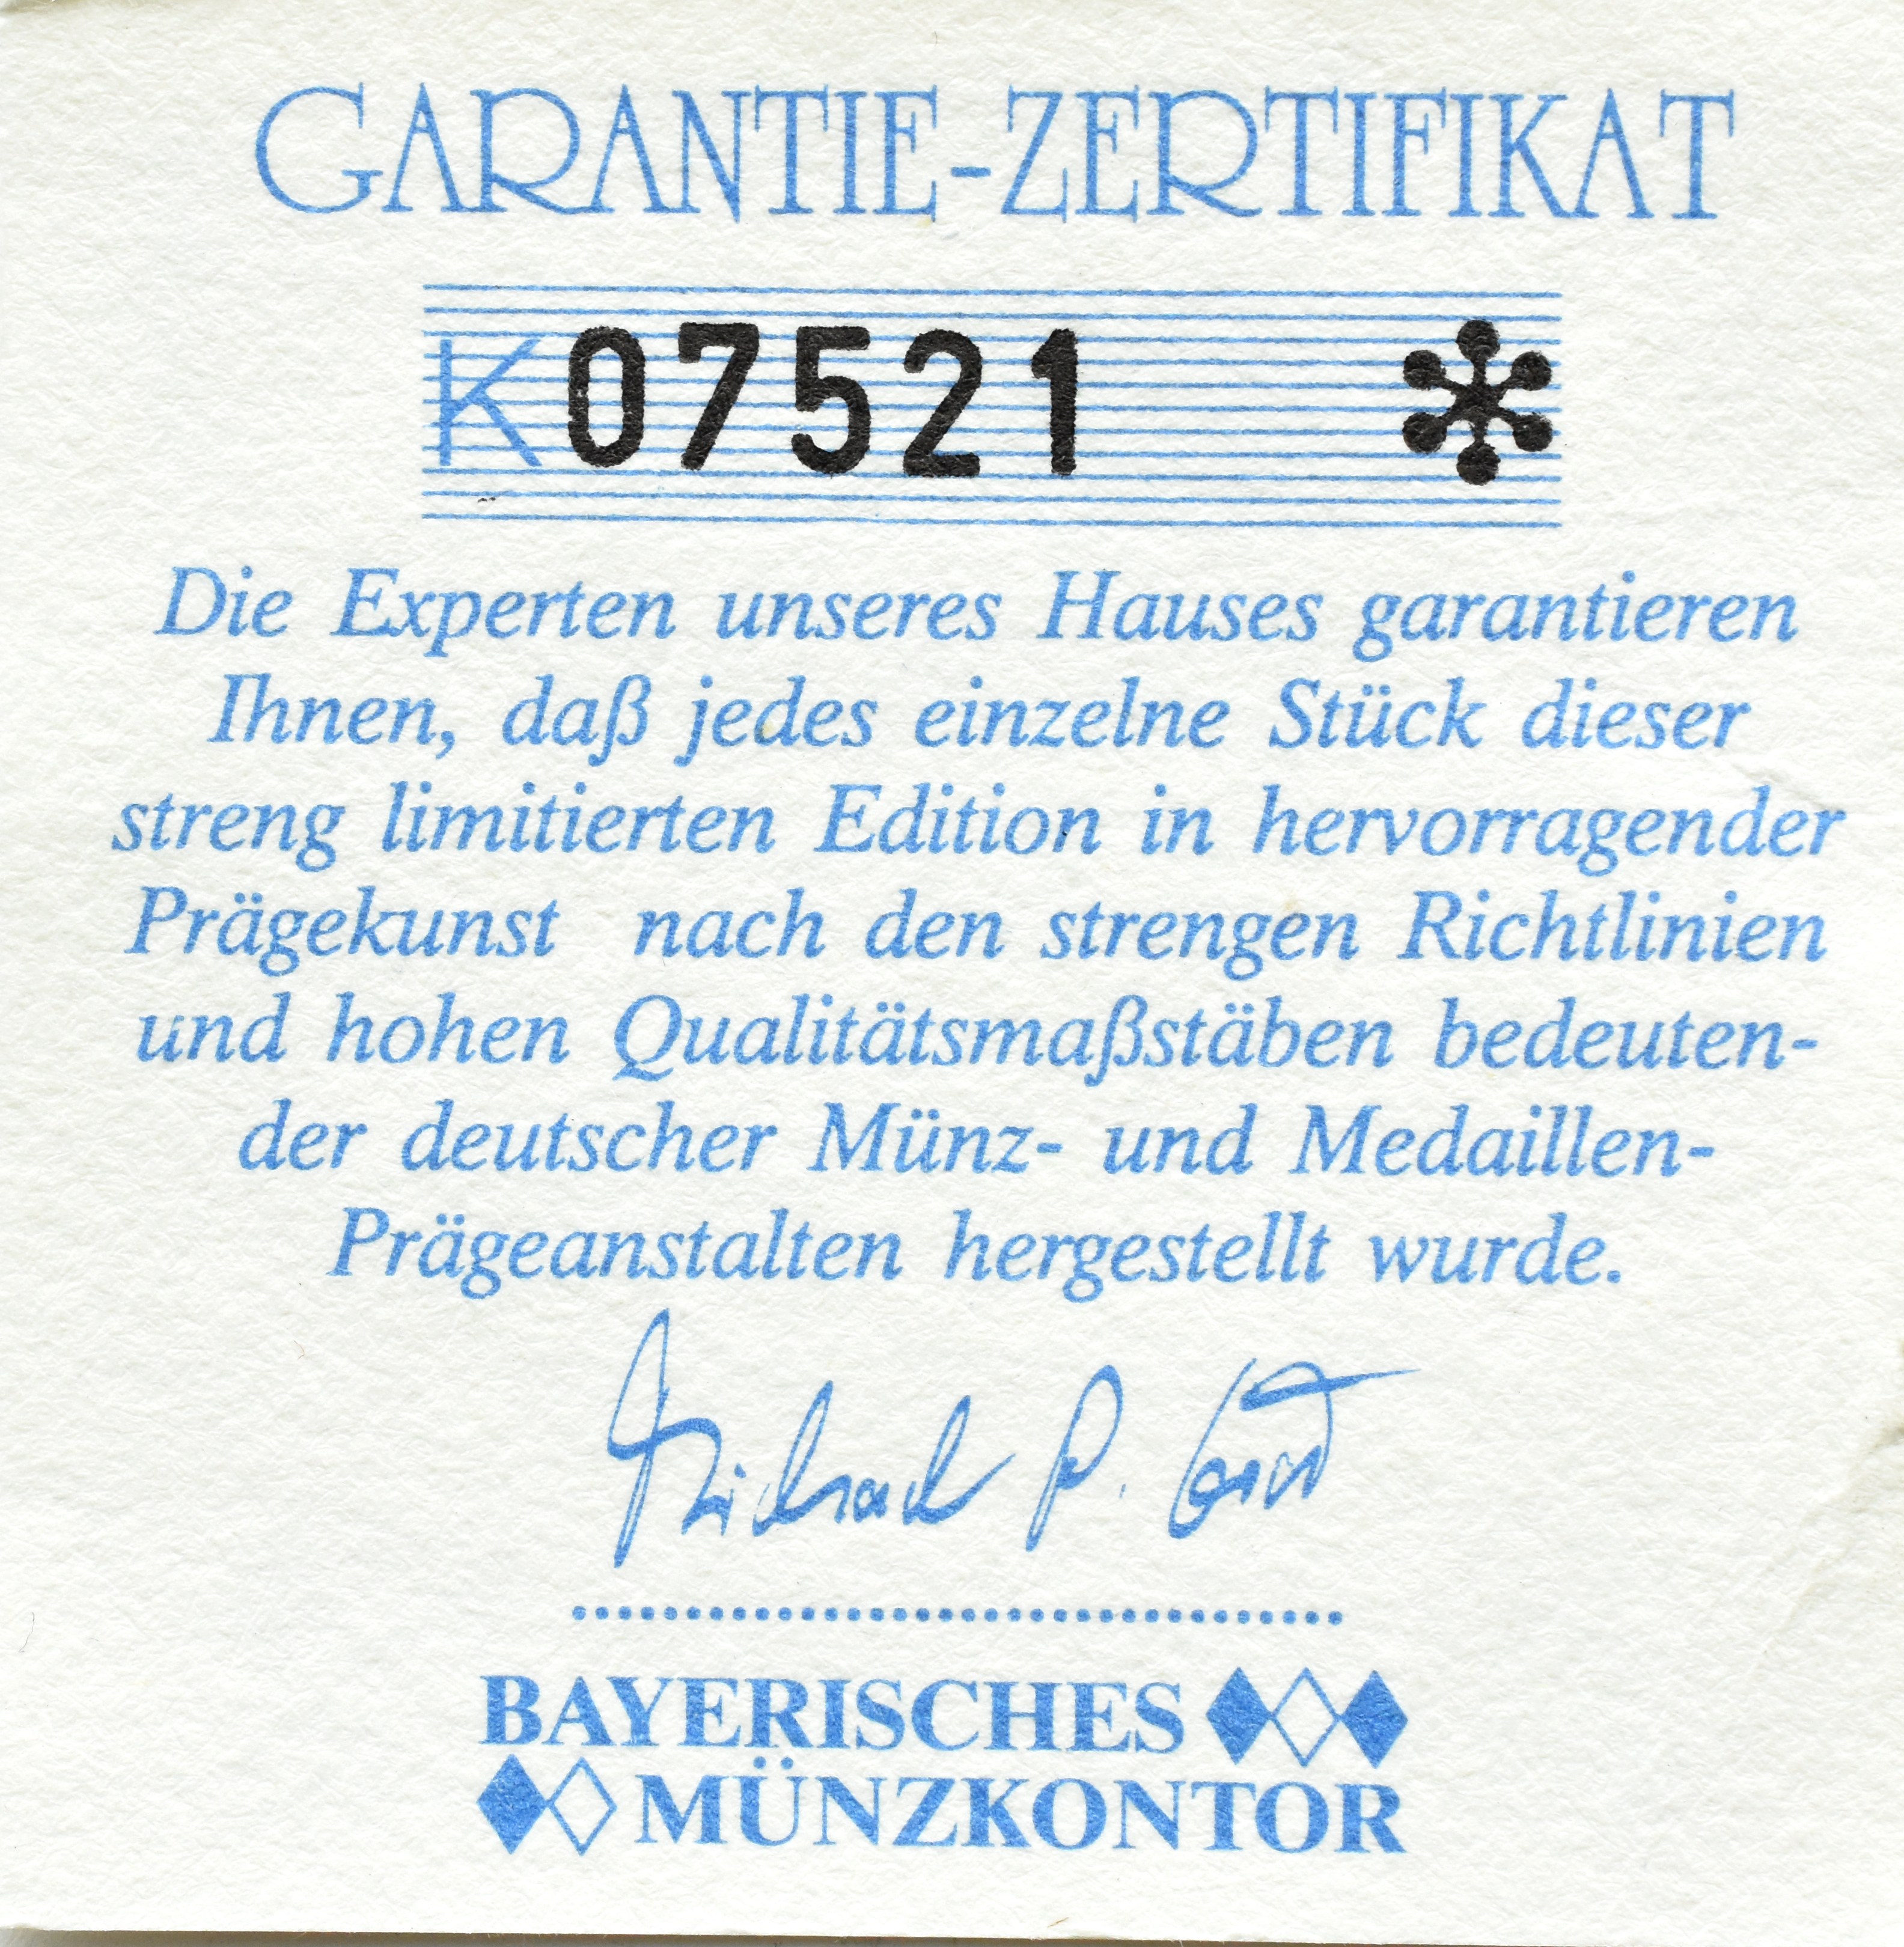 GARANTIE-ZERTIFIKAT
K07521 *
Die Experten unseres Hauses garantieren
Ihnen, daß jedes einzelne Stück dieser
streng limitierten Edition in hervorragender
Prägekunst nach den strengen Richtlinien
und hohen Qualitätsmaßstäben bedeuten-
der deutscher Münz- und Medaillen-
Prägeanstalten hergestellt wurde.
Michael P.
BAYERISCHES
MÜNZKONTOR